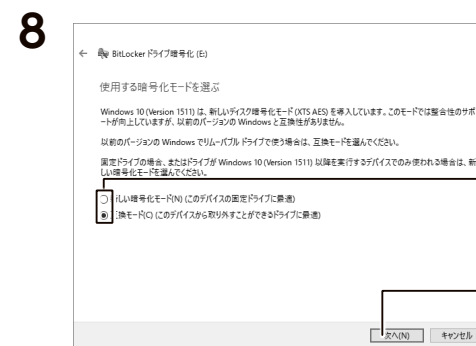 8
← BitLocker ドライブ暗号化 (E:)
使用する暗号化モードを選ぶ
Windows 10 (Version 1511) は、新しいディスク暗号化モード (XTS AES) を導入しています。このモードでは整合性のサポ
ートが向上していますが、以前のバージョンの Windows と互換性がありません。
以前のバージョンの Windows でリムーバブル ドライブで使う場合は、互換モードを選んでください。
固定ドライブの場合、またはドライブが Windows 10 (Version 1511) 以降を実行するデバイスでのみ使われる場合は、新
しい暗号化モードを選んでください。
しい暗号化モード(N) (このデバイスの固定ドライブに最適)
換モード(C) (このデバイスから取り外すことができるドライブに最適)
次へ(N) キャンセル